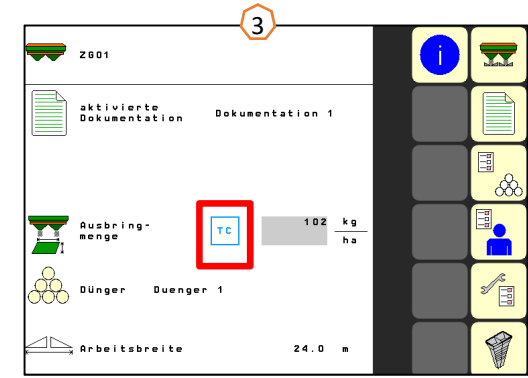 3
ZG01
i
aktivierte
Dokumentation Dokumentation 1
Ausbring-
menge TC 102 kg
ha
Dünger Duenger 1
Arbeitsbreite 24.0 m